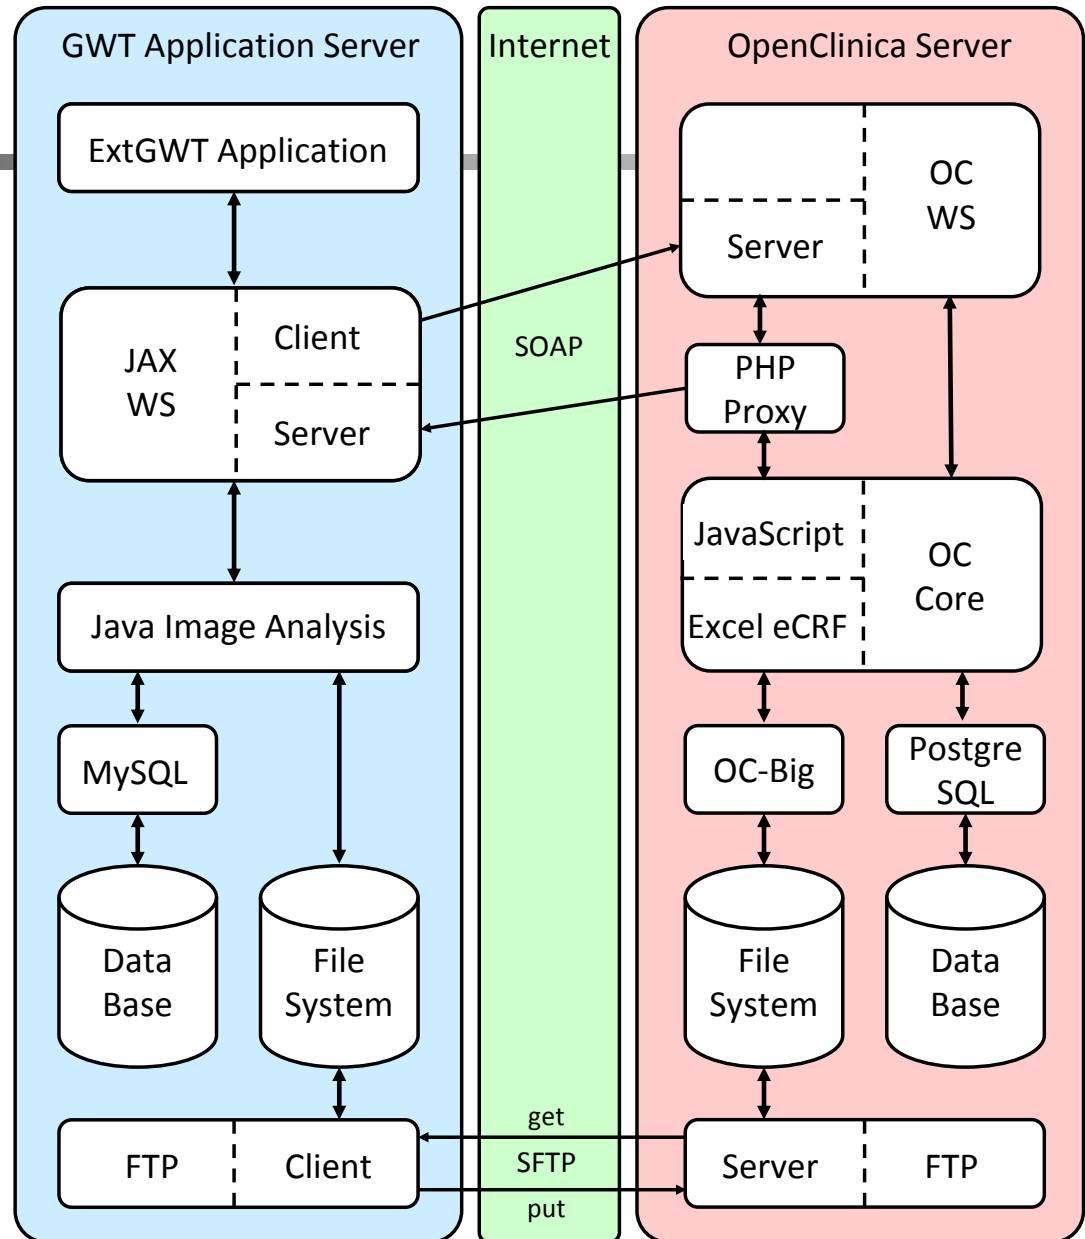 GWT Application Server
Internet
OpenClinica Server
ExtGWT Application
OC
WS
Server
Client
JAX
WS
Server
SOAP
PHP
Proxy
JavaScript
OC
Core
Excel eCRF
Java Image Analysis
MySQL
OC-Big
Postgre
SQL
Data
Base
File
System
File
System
Data
Base
get
FTP
Client
SFTP
Server
FTP
put